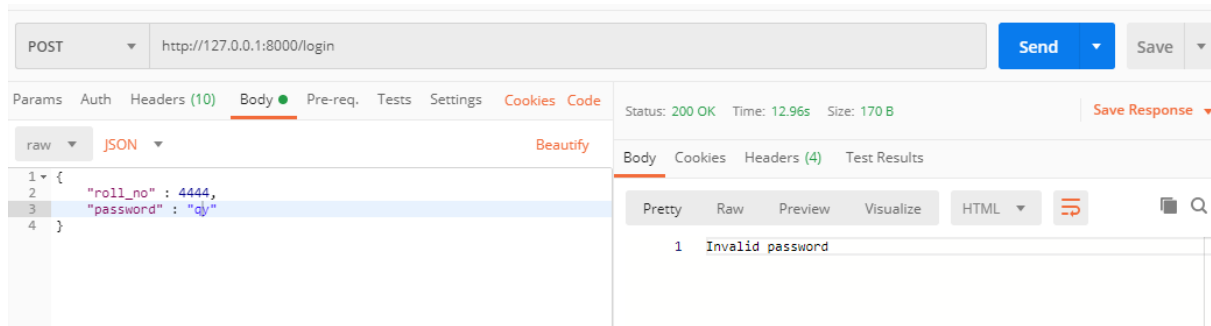 POST http://127.0.0.1:8000/login Send Save
Params Auth Headers (10) Body Pre-req. Tests Settings Cookies Code
Status: 200 OK Time: 12.96s Size: 170 B Save Response
raw JSON Beautify
Body Cookies Headers (4) Test Results
1 {
2 "roll_no" : 4444,
3 "password" : "qy"
4 }
Pretty Raw Preview Visualize HTML
1 Invalid password